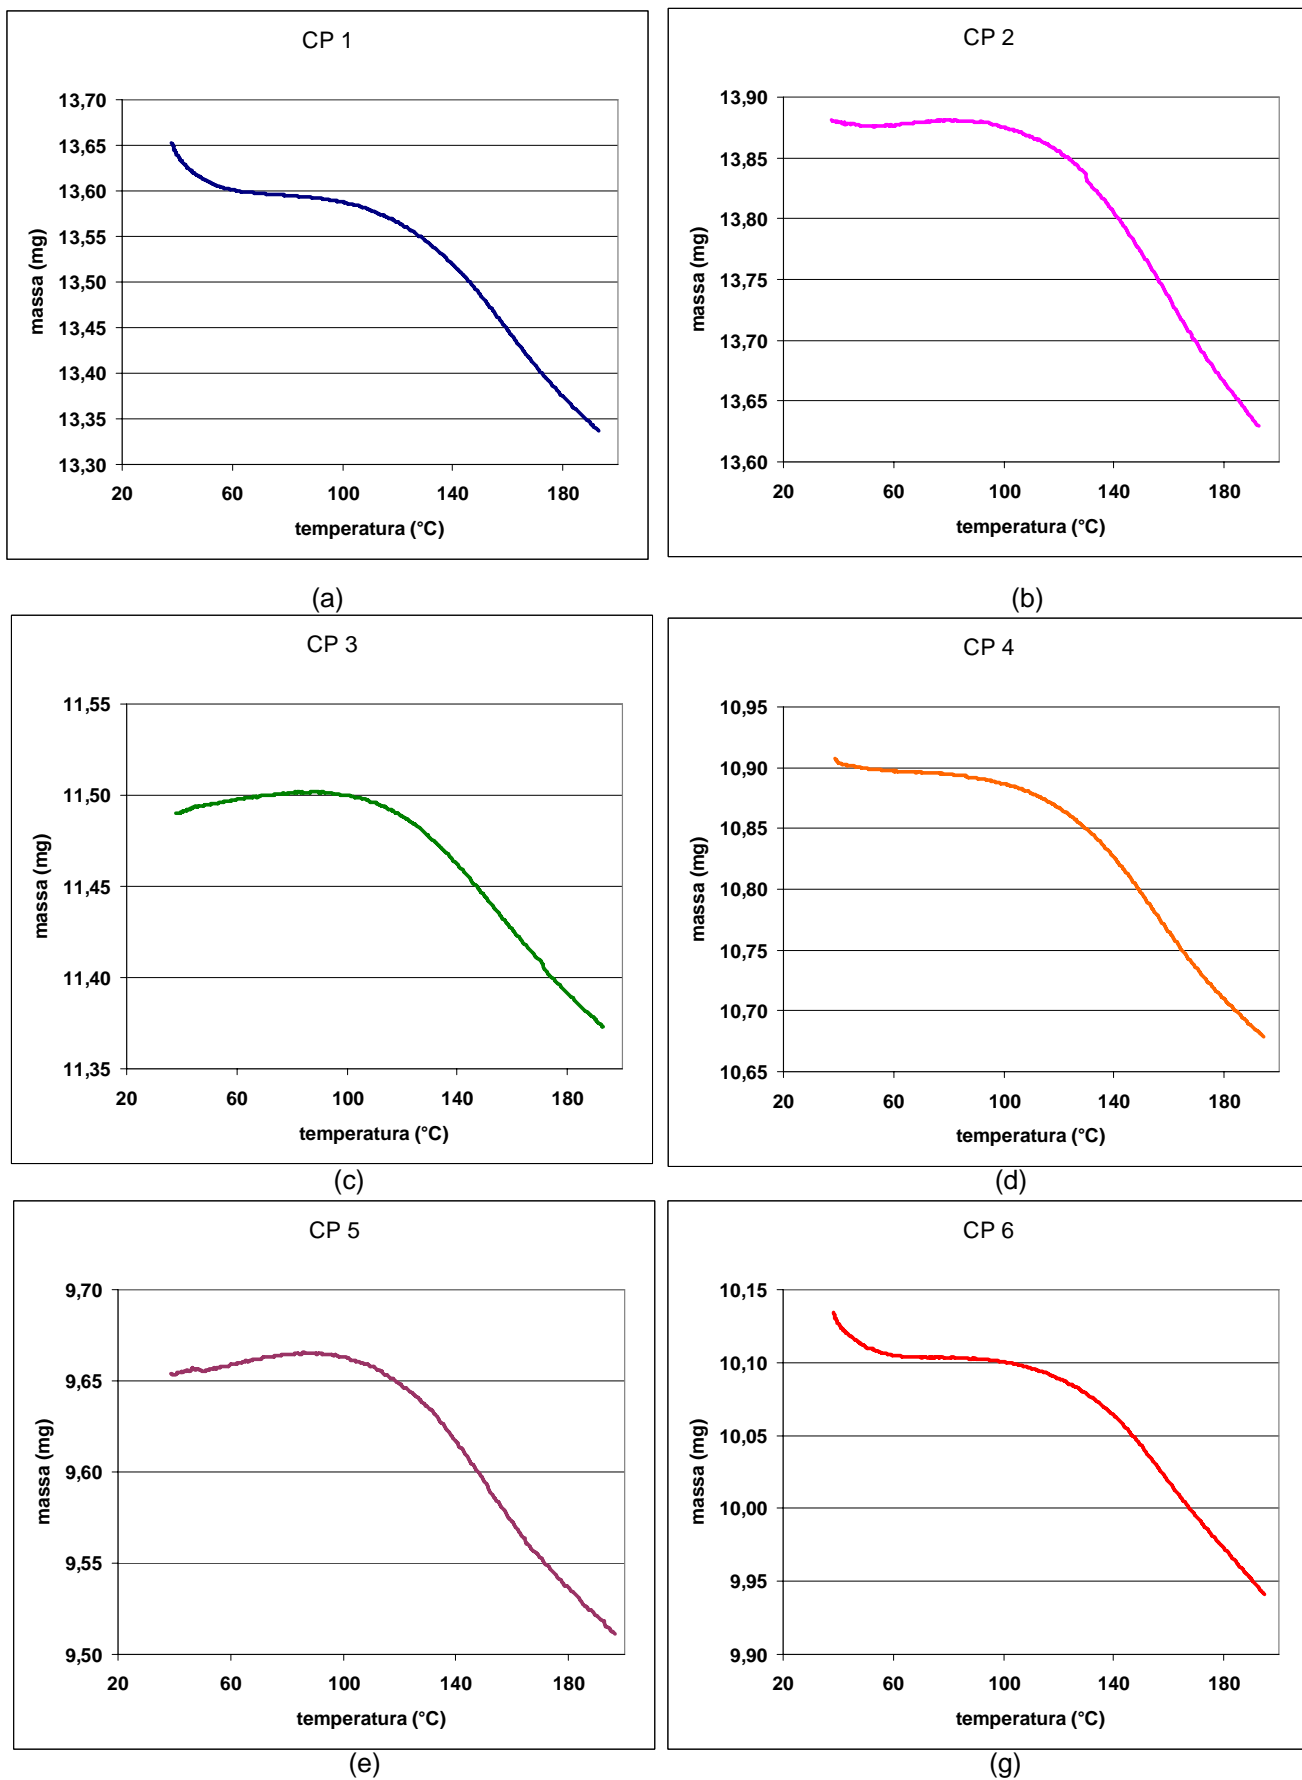 CP 1
13,70
13,65
13,60
13,55
13,50
13,45
13,40
13,35
13,30
massa (mg)
20 60 100 140 180
temperatura (°C)
(a)
CP 2
13,90
13,85
13,80
13,75
13,70
13,65
13,60
massa (mg)
20 60 100 140 180
temperatura (°C)
(b)
CP 3
11,55
11,50
11,45
11,40
11,35
massa (mg)
20 60 100 140 180
temperatura (°C)
(c)
CP 4
10,95
10,90
10,85
10,80
10,75
10,70
10,65
massa (mg)
20 60 100 140 180
temperatura (°C)
(d)
CP 5
9,70
9,65
9,60
9,55
9,50
massa (mg)
20 60 100 140 180
temperatura (°C)
(e)
CP 6
10,15
10,10
10,05
10,00
9,95
9,90
massa (mg)
20 60 100 140 180
temperatura (°C)
(g)